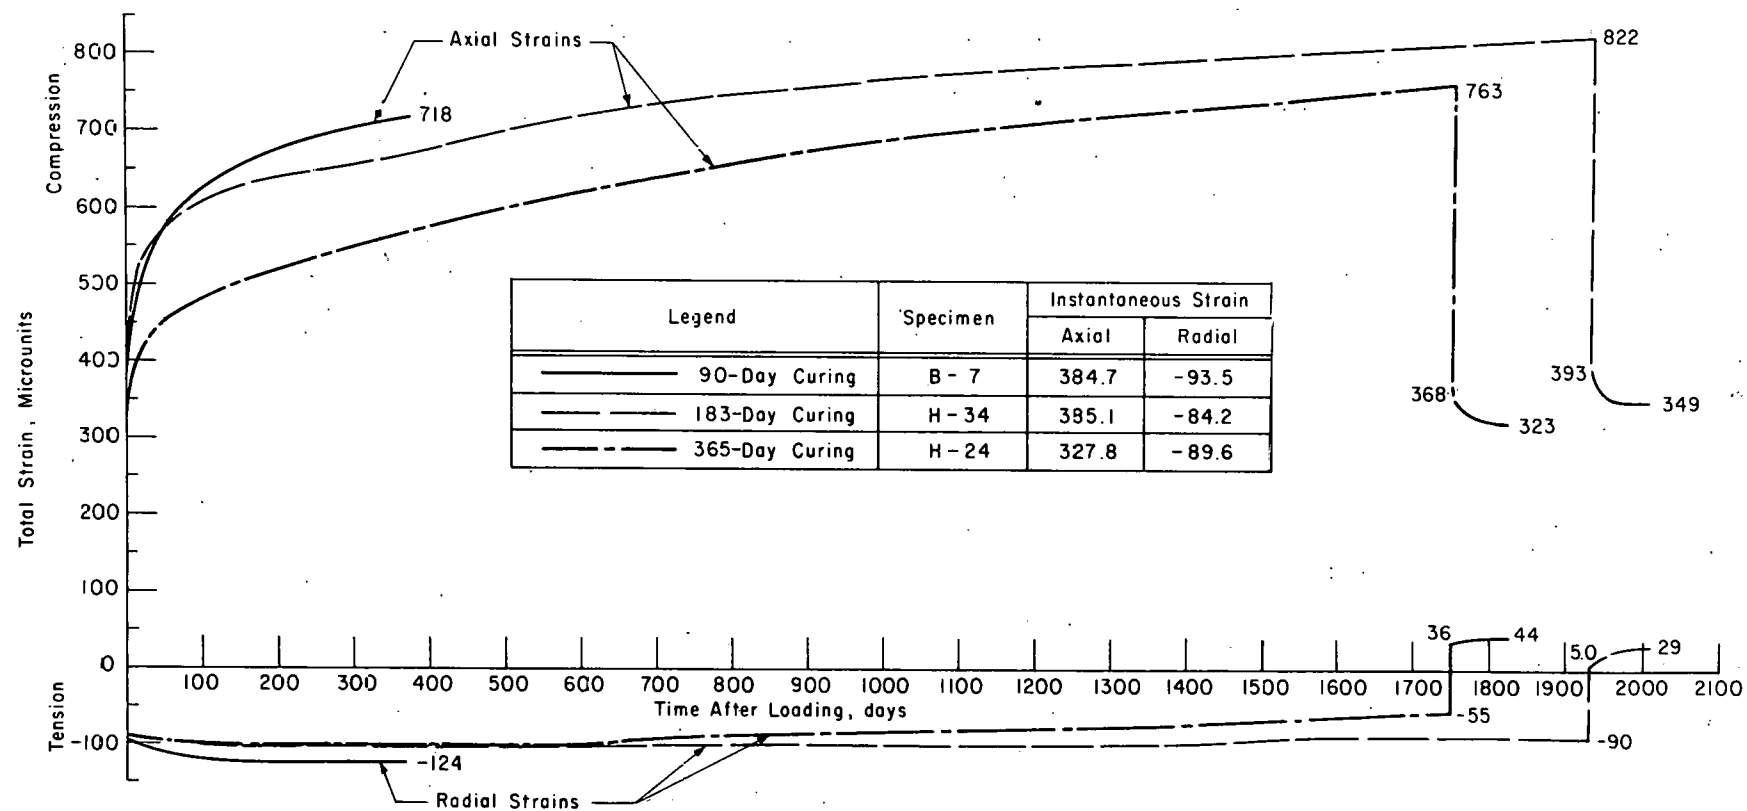 Axial Strains
800
822
Compression
718
763
700
600
500
Legend
Specimen
Instantaneous Strain
Axial
Radial
90-Day Curing
B-7
384.7
-93.5
183-Day Curing
H-34
385.1
-84.2
365-Day Curing
H-24
327.8
-89.6
400
393
368
349
323
300
Total Strain, Microunits
200
100
36
44
5.0
29
0
100 200 300 400 500 600 700 800 900 1000 1100 1200 1300 1400 1500 1600 1700 1800 1900 2000 2100
Time After Loading, days
Tension
-55
-100
-90
-124
Radial Strains